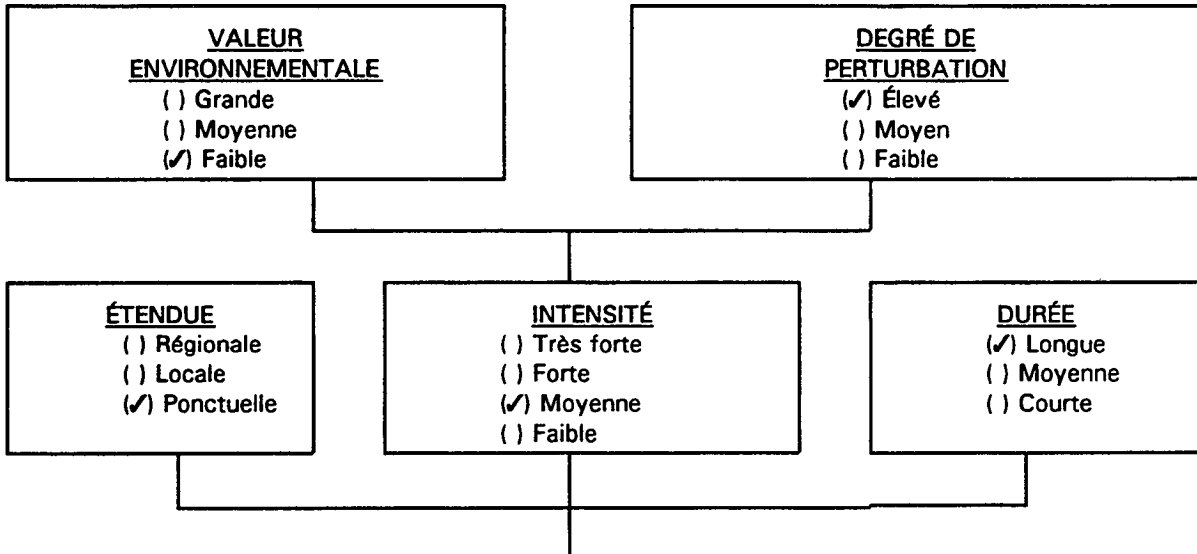 VALEUR
ENVIRONNEMENTALE
( ) Grande
( ) Moyenne
(✓) Faible
DEGRÉ DE
PERTURBATION
(✓) Élevé
( ) Moyen
( ) Faible
ÉTENDUE
( ) Régionale
( ) Locale
(✓) Ponctuelle
INTENSITÉ
( ) Très forte
( ) Forte
(✓) Moyenne
( ) Faible
DURÉE
(✓) Longue
( ) Moyenne
( ) Courte